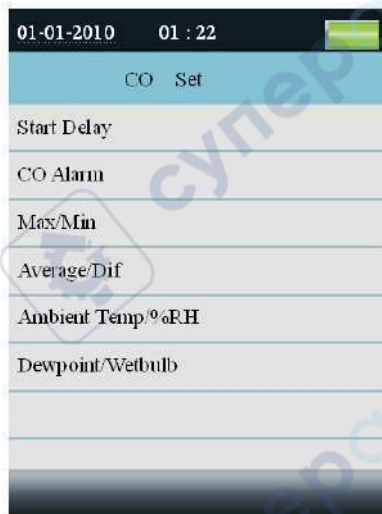 01-01-2010 01 : 22
CO Set
Start Delay
CO Alarm
Max/Min
Average/Dif
Ambient Temp/%RH
Dewpoint/Wetbulb